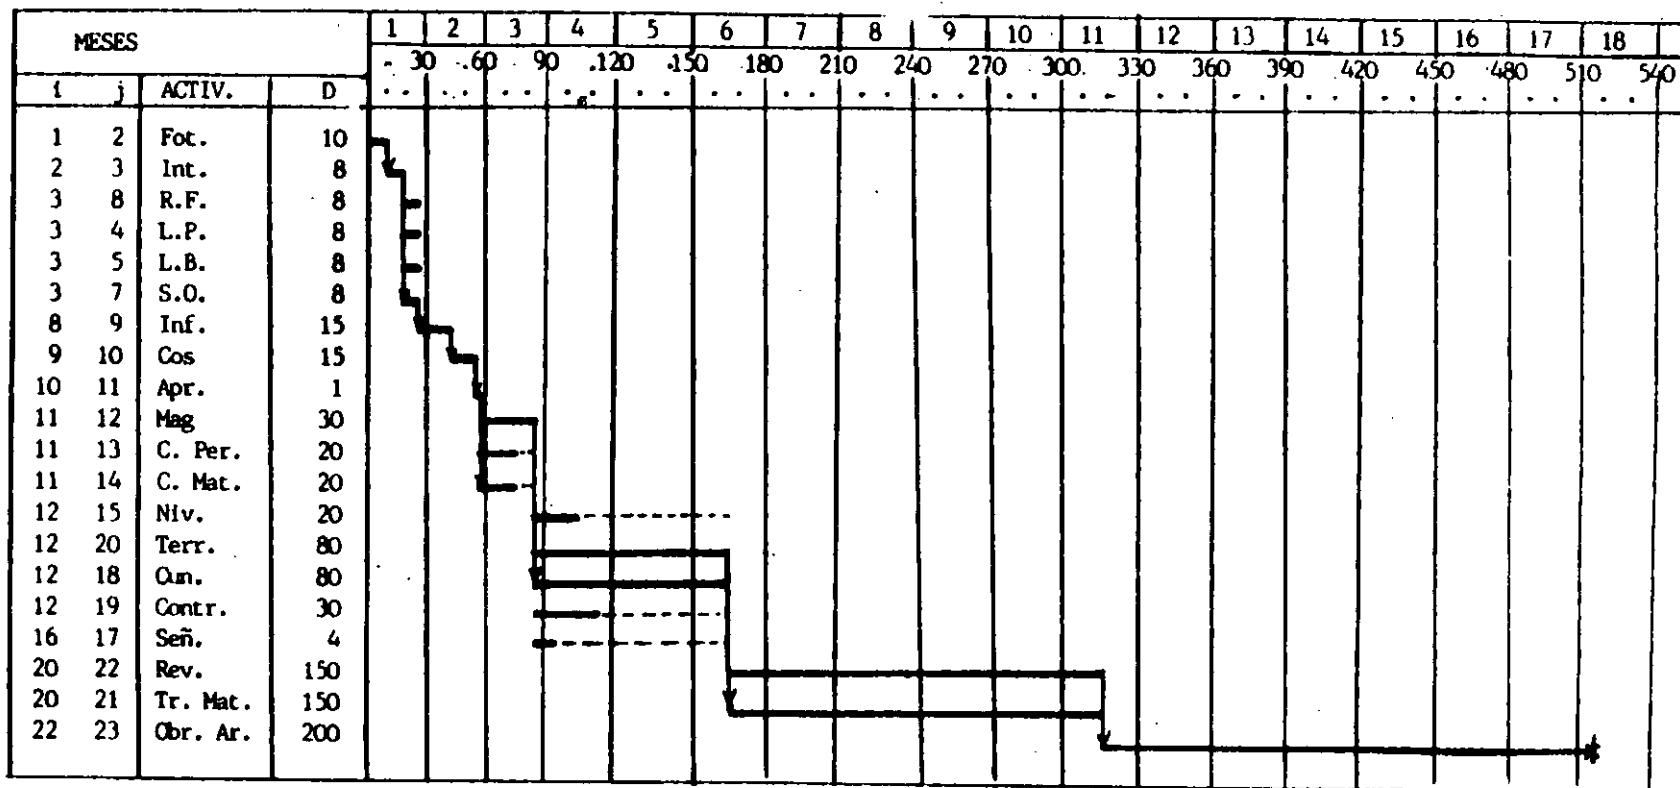 MESES 1 2 3 4 5 6 7 8 9 10 11 12 13 14 15 16 17 18
30 60 90 120 150 180 210 240 270 300 330 360 390 420 450 480 510 540
i j ACTIV. D
1 2 Fot. 10
2 3 Int. 8
3 8 R.F. 8
3 4 L.P. 8
3 5 L.B. 8
3 7 S.O. 8
8 9 Inf. 15
9 10 Cos 15
10 11 Apr. 1
11 12 Mag 30
11 13 C. Per. 20
11 14 C. Mat. 20
12 15 Niv. 20
12 20 Terr. 80
12 18 Cun. 80
12 19 Contr. 30
16 17 Señ. 4
20 22 Rev. 150
20 21 Tr. Mat. 150
22 23 Obr. Ar. 200